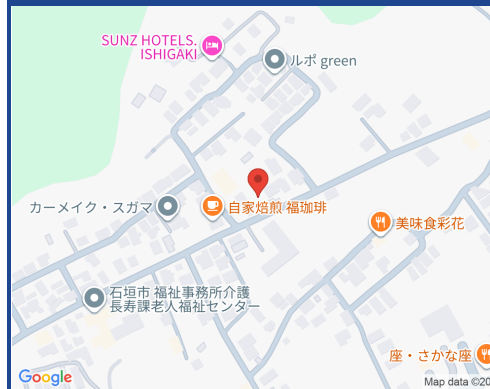 SUNZ HOTELS.
ISHIGAKI
ルポ green
カーメイク・スガマ
自家焙煎 福珈琲
美味食彩花
石垣市 福祉事務所介護
長寿課老人福祉センター
座・さかな座
Google
Map data ©20